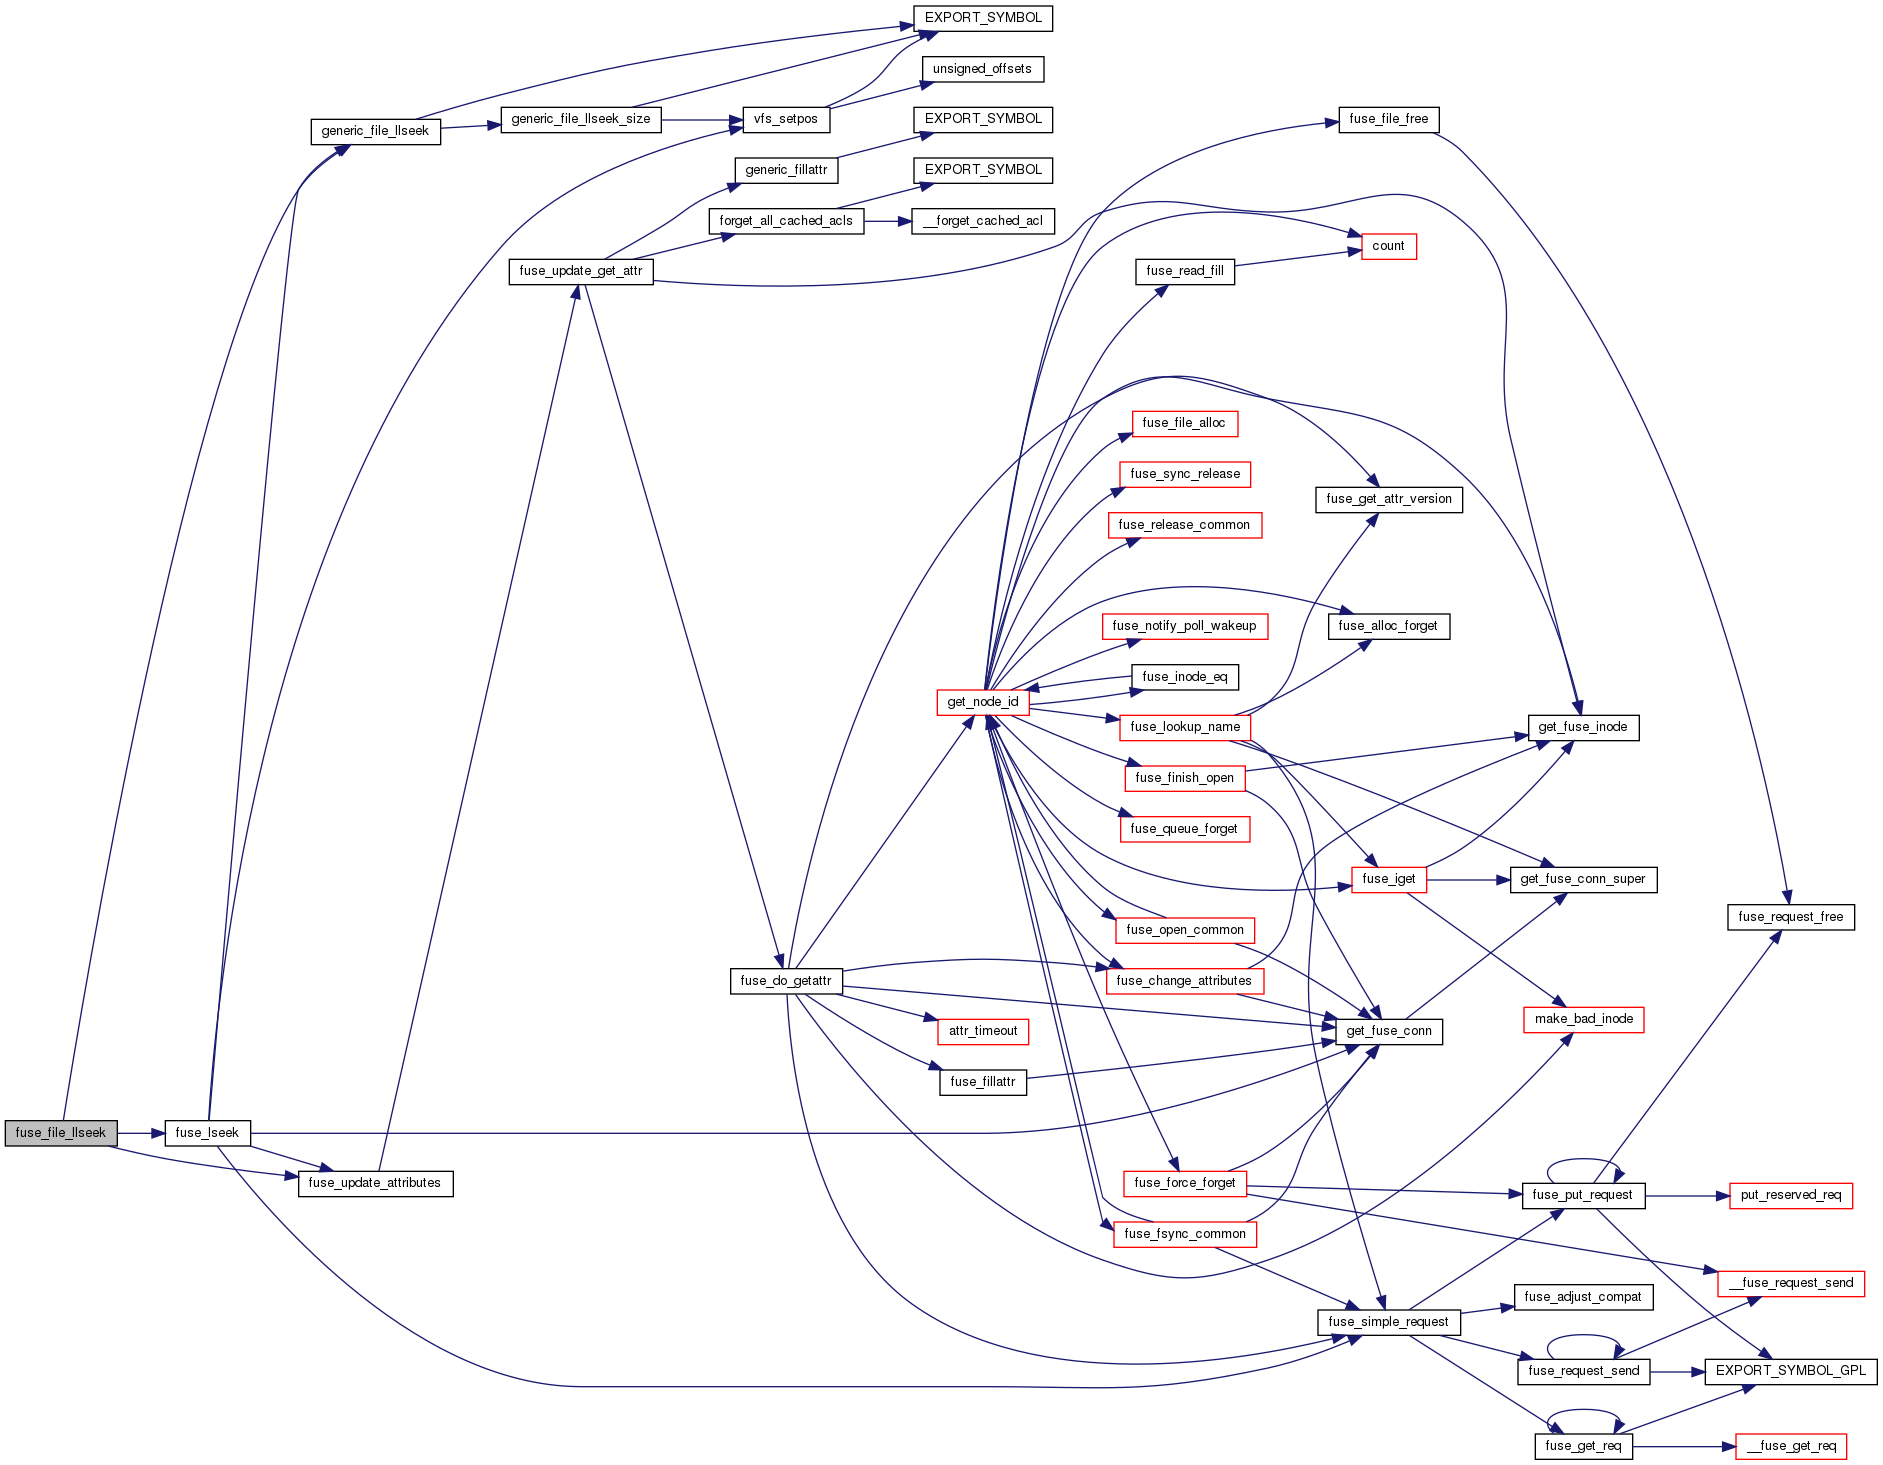 EXPORT_SYMBOL
unsigned_offsets
generic_file_llseek
generic_file_llseek_size
vfs_setpos
EXPORT_SYMBOL
fuse_file_free
generic_fillattr
EXPORT_SYMBOL
forget_all_cached_acls
__forget_cached_acl
count
fuse_update_get_attr
fuse_read_fill
fuse_file_alloc
fuse_sync_release
fuse_get_attr_version
fuse_release_common
fuse_notify_poll_wakeup
fuse_alloc_forget
fuse_inode_eq
get_node_id
fuse_lookup_name
get_fuse_inode
fuse_finish_open
fuse_queue_forget
fuse_iget
get_fuse_conn_super
fuse_open_common
fuse_request_free
fuse_do_getattr
fuse_change_attributes
attr_timeout
get_fuse_conn
make_bad_inode
fuse_fillattr
fuse_file_llseek
fuse_lseek
fuse_update_attributes
fuse_force_forget
fuse_put_request
put_reserved_req
fuse_fsync_common
__fuse_request_send
fuse_adjust_compat
fuse_simple_request
fuse_request_send
EXPORT_SYMBOL_GPL
fuse_get_req
__fuse_get_req